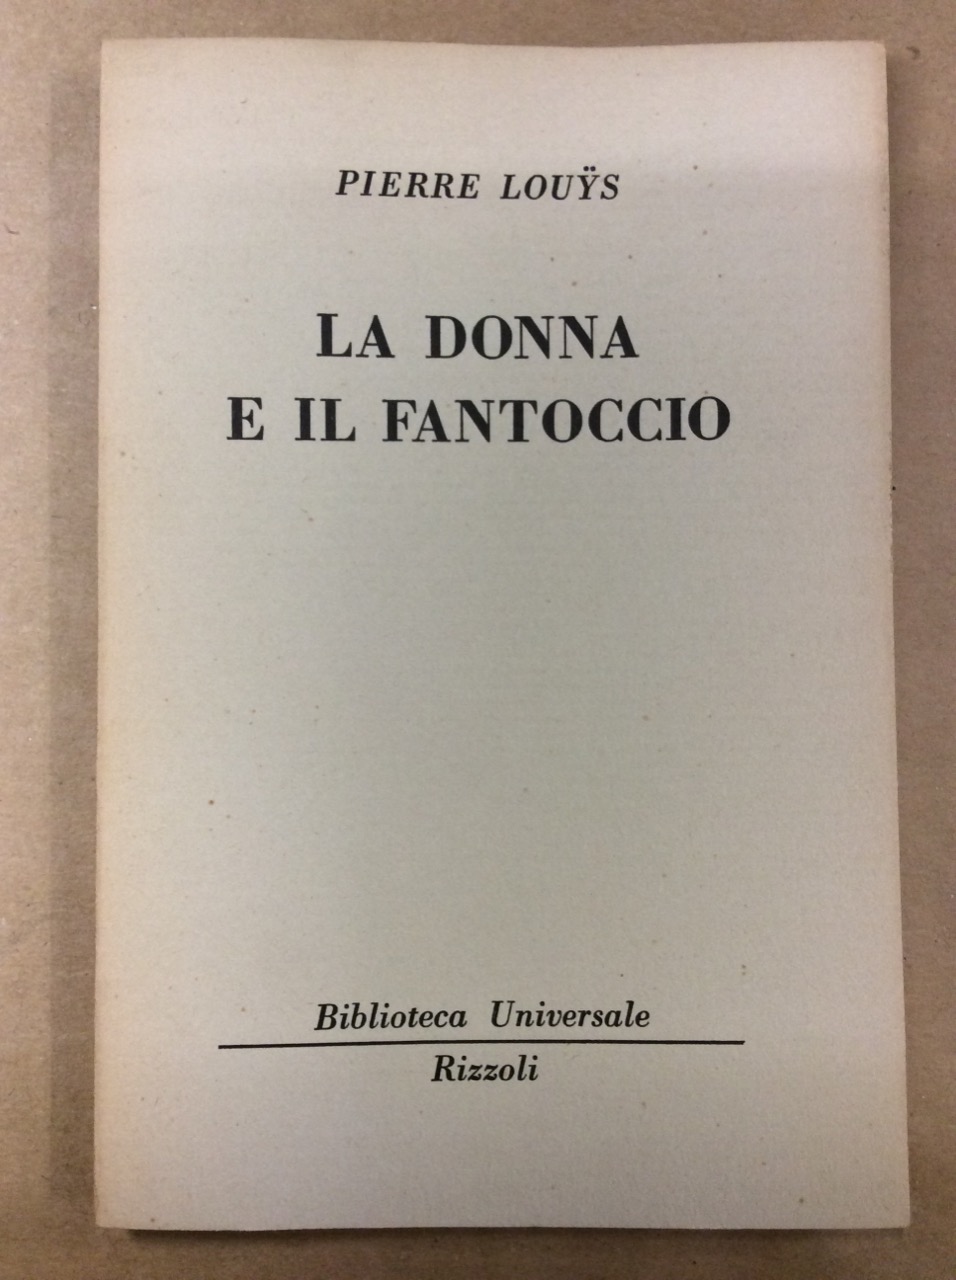 PIERRE LOUŸS
LA DONNA
E IL FANTOCCIO
Biblioteca Universale
Rizzoli